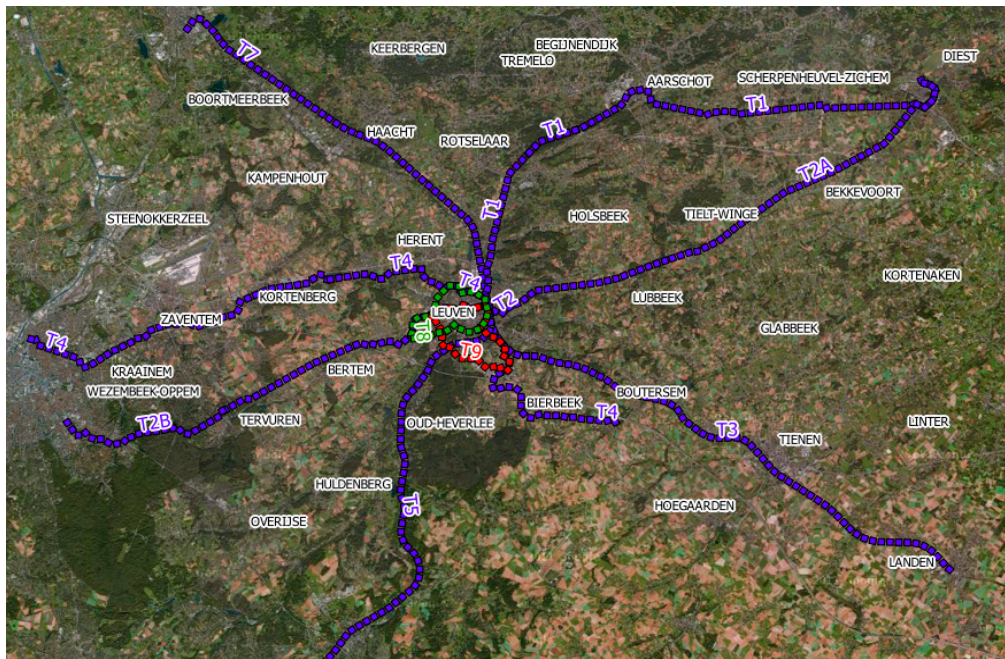 BEGIJNENDIJK
KEERBERGEN
T7
TREMELO
DIEST
AARSCHOT
SCHERPENHEUVEL-ZICHEM
BOORTMEERBEEK
T1
T1
HAACHT
ROTSELAAR
T2A
KAMPENHOUT
BEKKEVOORT
T1
STEENOKKERZEEL
HOLSBEEK
TIELT-WINGE
HERENT
T4
KORTENAKEN
T4
KORTENBERG
T2
LUBBEEK
LEUVEN
ZAVENTEM
GLABBEEK
T8
T4
T9
KRAAINEM
BERTEM
WEZEMBEEK-OPPEM
BOUTERSEM
BIERBEEK
T4
T2B
TERVUREN
OUD-HEVERLEE
LINTER
T3
TIENEN
HULDENBERG
T5
HOEGAARDEN
OVERIJSE
LANDEN